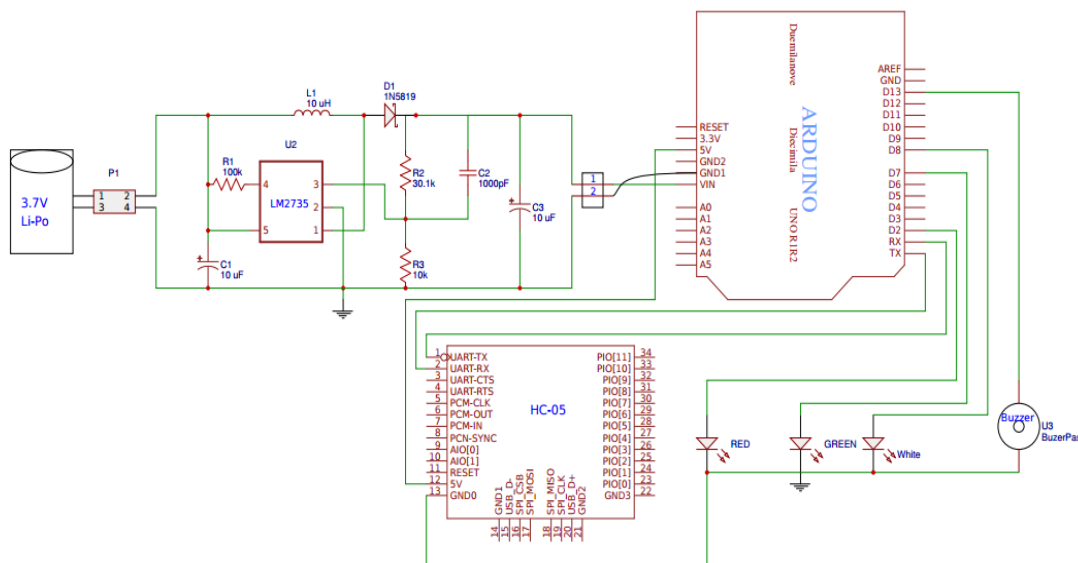 3.7V
Li-Po
P1
1 2
3 4
L1
10 uH
D1
1N5819
U2
R1
100k
4
5
LM2735
3
2
1
C1
10 uF
R2
30.1k
R3
10k
C2
1000pF
C3
10 uF
1
2
Duemilanove
Diecimila
UNO R1R2
ARDUINO
RESET
3.3V
5V
GND2
GND1
VIN
A0
A1
A2
A3
A4
A5
AREF
GND
D13
D12
D11
D10
D9
D8
D7
D6
D5
D4
D3
D2
RX
TX
HC-05
1 UART-TX
2 UART-RX
3 UART-CTS
4 UART-RTS
5 PCM-CLK
6 PCM-OUT
7 PCM-IN
8 PCN-SYNC
9 AIO[0]
10 AIO[1]
11 RESET
12 5V
13 GND0
14 GND1
15 USB_D-
16 SPI_CSB
17 SPI_MOSI
18 SPI_MISO
19 SPI_CLK
20 USB_D+
21 GND2
PIO[11] 34
PIO[10] 33
PIO[9] 32
PIO[8] 31
PIO[7] 30
PIO[6] 29
PIO[5] 28
PIO[4] 27
PIO[3] 26
PIO[2] 25
PIO[1] 24
PIO[0] 23
GND3 22
RED
GREEN
White
Buzzer
U3
BuzerPas